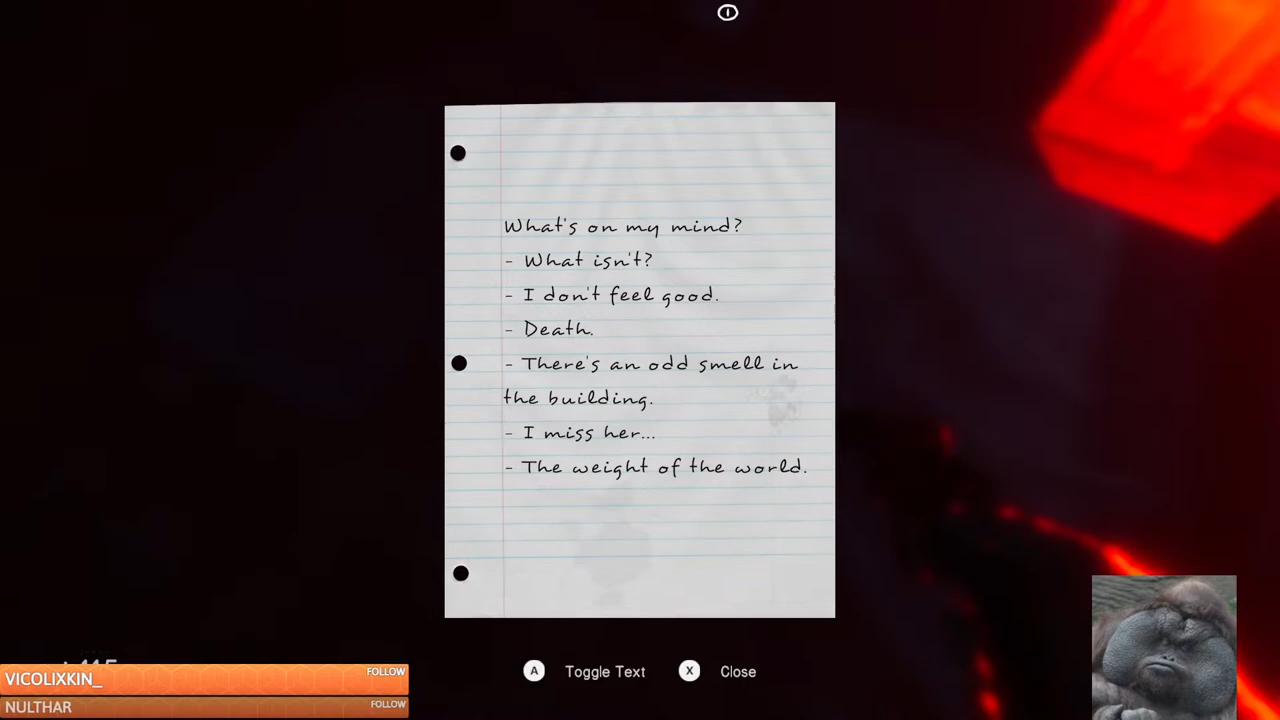 What's on my mind?
- What isn't?
- I don't feel good.
- Death.
- There's an odd smell in
the building.
- I miss her...
- The weight of the world.
A Toggle Text X Close
VICOLIXKIN_ FOLLOW
NULTHAR FOLLOW